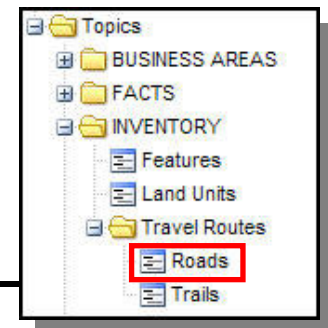 Topics
BUSINESS AREAS
FACTS
INVENTORY
Features
Land Units
Travel Routes
Roads
Trails